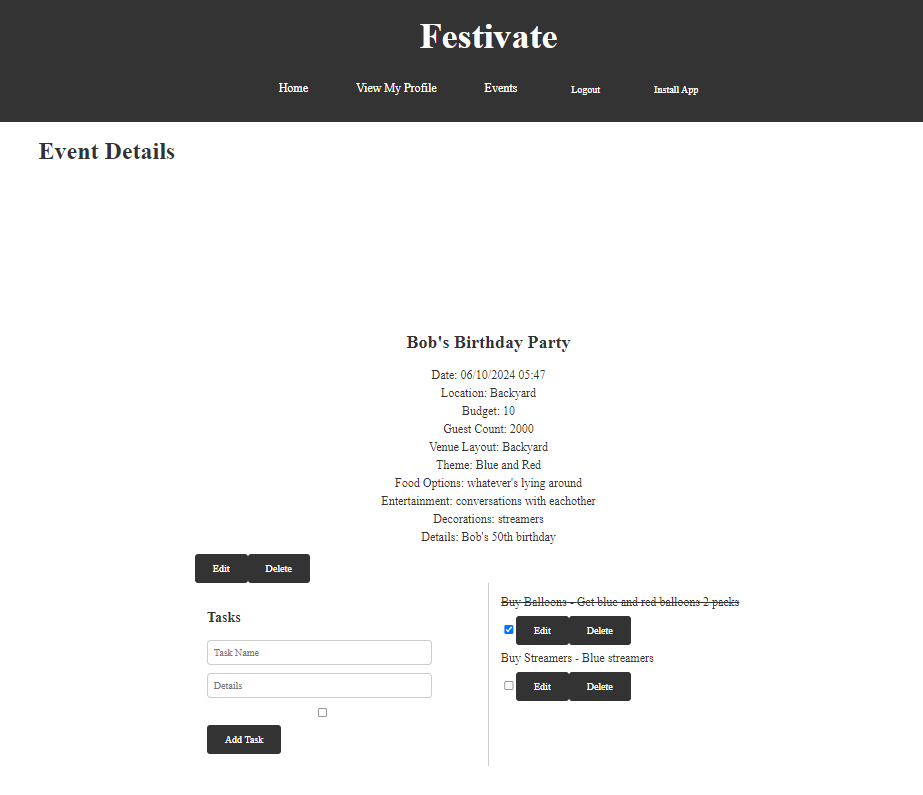 Festivate
Home View My Profile Events Logout Install App
Event Details
Bob's Birthday Party
Date: 06/10/2024 05:47
Location: Backyard
Budget: 10
Guest Count: 2000
Venue Layout: Backyard
Theme: Blue and Red
Food Options: whatever's lying around
Entertainment: conversations with eachother
Decorations: streamers
Details: Bob's 50th birthday
Edit Delete
Tasks
Task Name
Details
Add Task
Buy Balloons - Get blue and red balloons 2 packs
Edit Delete
Buy Streamers - Blue streamers
Edit Delete